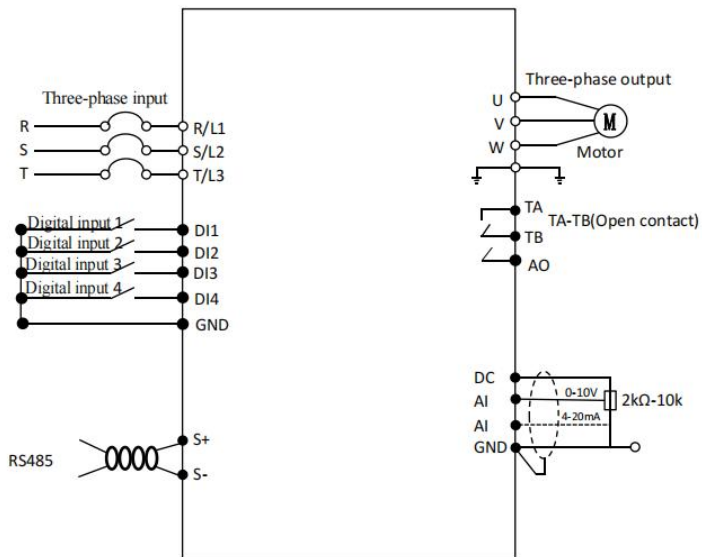 Three-phase input
R
R/L1
S
S/L2
T
T/L3
Digital input 1
DI1
Digital input 2
DI2
Digital input 3
DI3
Digital input 4
DI4
GND
RS485
S+
S-
Three-phase output
U
V
W
M
Motor
TA
TA-TB(Open contact)
TB
AO
DC
AI
0-10V
2kΩ-10k
AI
4-20mA
GND